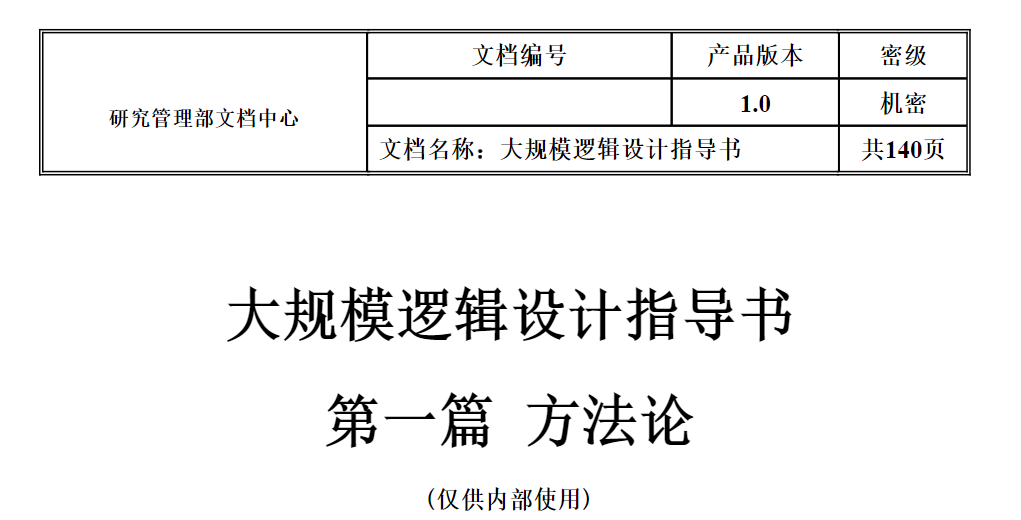 研究管理部文档中心
文档编号 产品版本 密级
1.0 机密
文档名称：大规模逻辑设计指导书 共140页
大规模逻辑设计指导书
第一篇 方法论
（仅供内部使用）